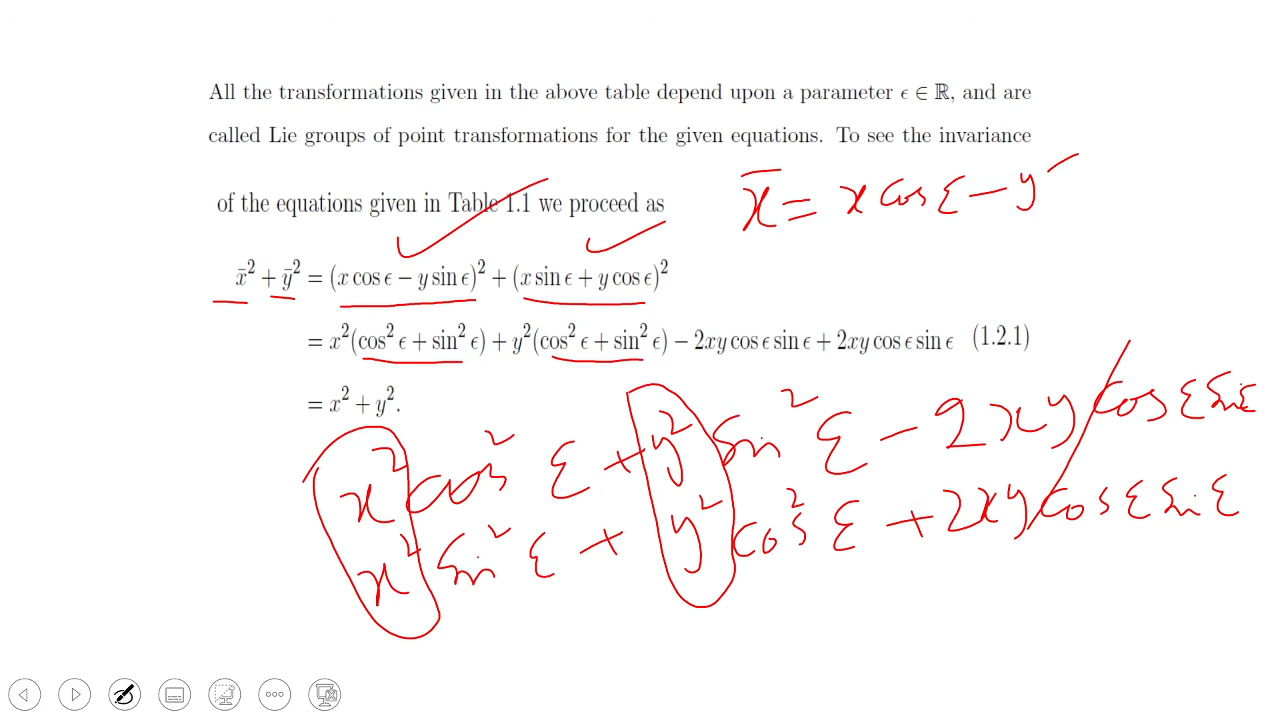 All the transformations given in the above table depend upon a parameter ϵ ∈ ℝ, and are
called Lie groups of point transformations for the given equations. To see the invariance
of the equations given in Table 1.1 we proceed as
x̄ = x cos ε − y
x̄² + ȳ² = (x cos ϵ − y sin ϵ)² + (x sin ϵ + y cos ϵ)²
= x²(cos² ϵ + sin² ϵ) + y²(cos² ϵ + sin² ϵ) − 2xy cos ϵ sin ϵ + 2xy cos ϵ sin ϵ (1.2.1)
= x² + y².
x² cos² ε + y² sin² ε − 2xy cos ε sin ε
x² sin² ε + y² cos² ε + 2xy cos ε sin ε